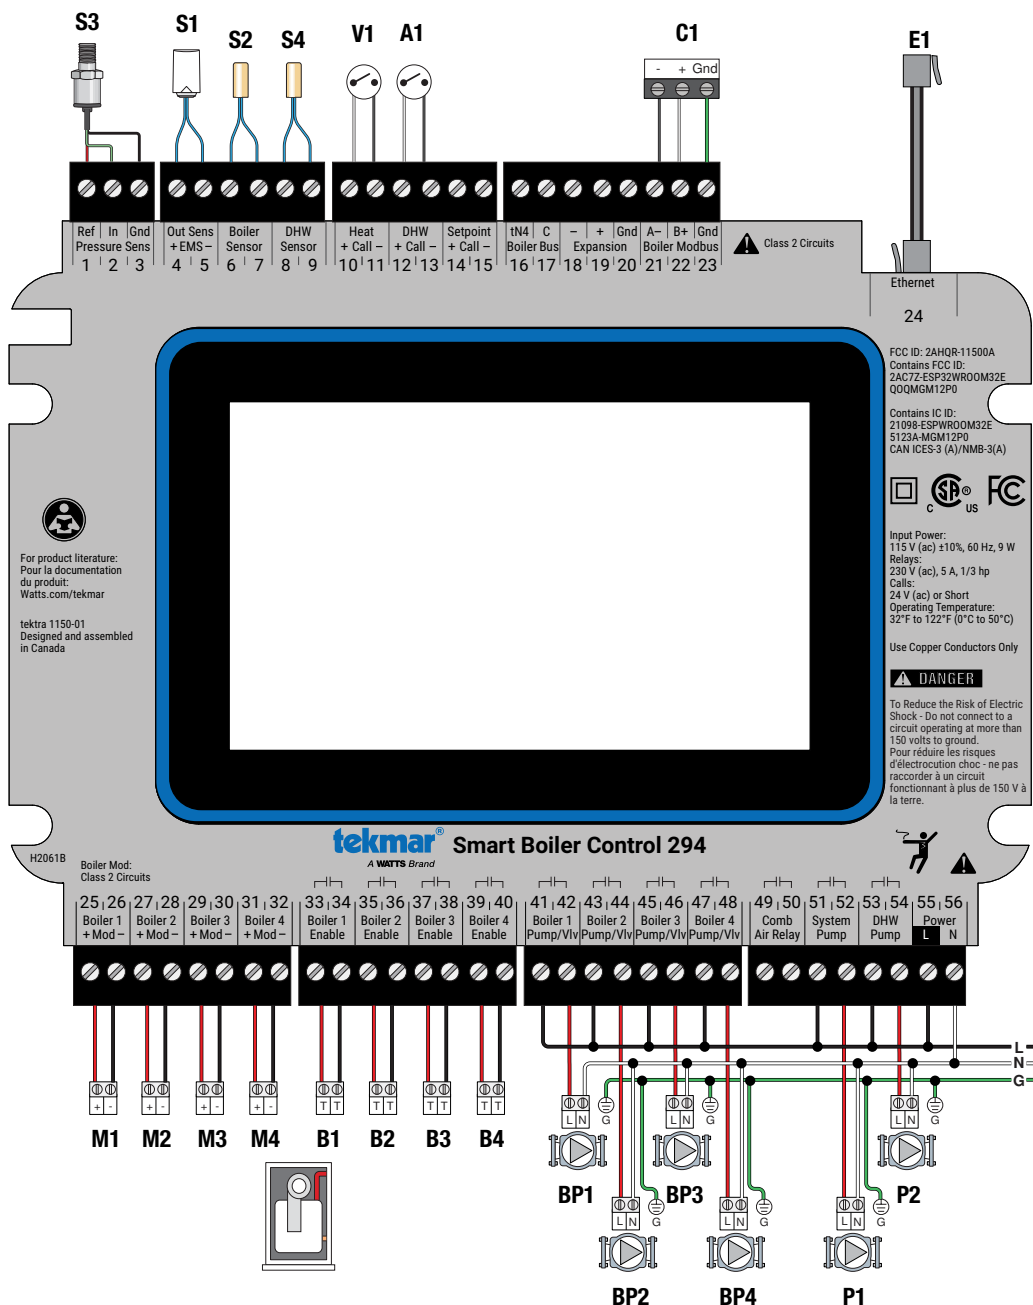 S3 S1 S2 S4 V1 A1 C1 E1
- + Gnd
Ref In Gnd
Pressure Sens
1 2 3
Out Sens
+ EMS –
4 5
Boiler
Sensor
6 7
DHW
Sensor
8 9
Heat
+ Call –
10 11
DHW
+ Call –
12 13
Setpoint
+ Call –
14 15
tN4 C
Boiler Bus
16 17
– + Gnd
Expansion
18 19 20
A– B+ Gnd
Boiler Modbus
21 22 23
Class 2 Circuits
Ethernet
24
FCC ID: 2AHQR-11500A
Contains FCC ID:
2AC7Z-ESP32WROOM32E
QOQMGM12P0
Contains IC ID:
21098-ESPWROOM32E
5123A-MGM12P0
CAN ICES-3 (A)/NMB-3(A)
C SA ® US FC
Input Power:
115 V (ac) ±10%, 60 Hz, 9 W
Relays:
230 V (ac), 5 A, 1/3 hp
Calls:
24 V (ac) or Short
Operating Temperature:
32°F to 122°F (0°C to 50°C)
Use Copper Conductors Only
DANGER
To Reduce the Risk of Electric
Shock - Do not connect to a
circuit operating at more than
150 volts to ground.
Pour réduire les risques
d'électrocution choc - ne pas
raccorder à un circuit
fonctionnant à plus de 150 V à
la terre.
For product literature:
Pour la documentation
du produit:
Watts.com/tekmar
tektra 1150-01
Designed and assembled
in Canada
H2061B
tekmar®
A WATTS Brand
Smart Boiler Control 294
Boiler Mod:
Class 2 Circuits
25 26
Boiler 1
+ Mod –
27 28
Boiler 2
+ Mod –
29 30
Boiler 3
+ Mod –
31 32
Boiler 4
+ Mod –
33 34
Boiler 1
Enable
35 36
Boiler 2
Enable
37 38
Boiler 3
Enable
39 40
Boiler 4
Enable
41 42
Boiler 1
Pump/Vlv
43 44
Boiler 2
Pump/Vlv
45 46
Boiler 3
Pump/Vlv
47 48
Boiler 4
Pump/Vlv
49 50
Comb
Air Relay
51 52
System
Pump
53 54
DHW
Pump
55 56
Power
L N
L
N
G
+ - + - + - + - T T T T T T T T L N G L N G L N G
M1 M2 M3 M4 B1 B2 B3 B4
BP1 BP3 P2
L N G L N G L N G
BP2 BP4 P1